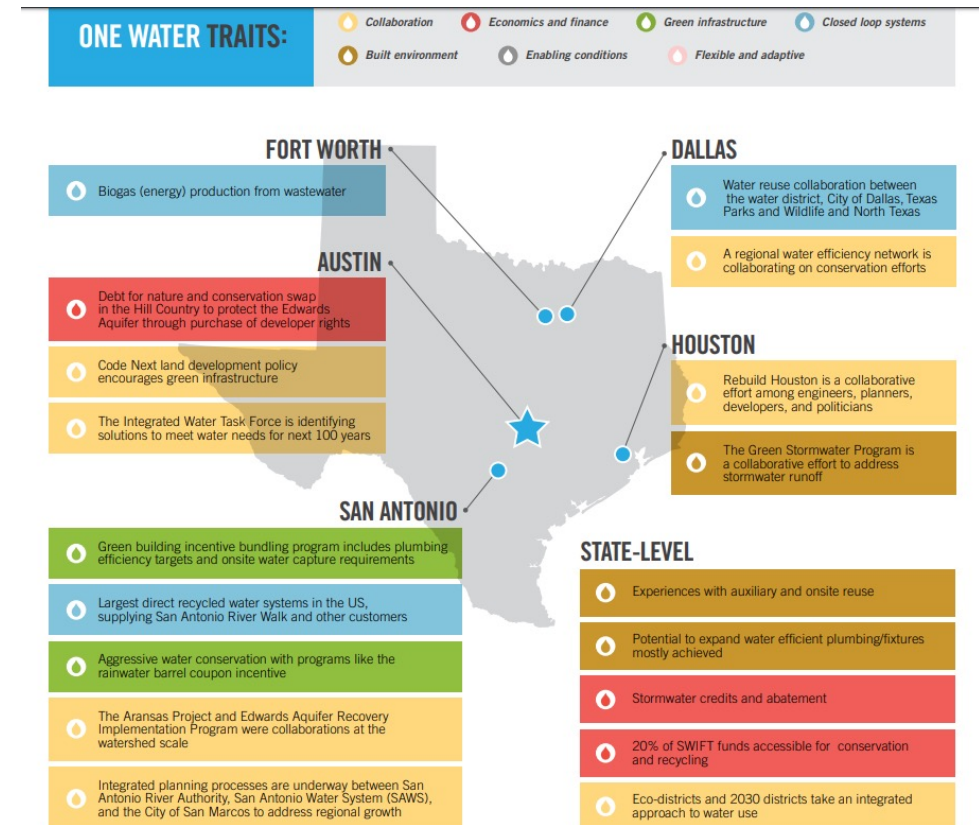 ONE WATER TRAITS:
Collaboration
Economics and finance
Green infrastructure
Closed loop systems
Built environment
Enabling conditions
Flexible and adaptive
FORT WORTH
Biogas (energy) production from wastewater
AUSTIN
Debt for nature and conservation swap
in the Hill Country to protect the Edwards
Aquifer through purchase of developer rights
Code Next land development policy
encourages green infrastructure
The Integrated Water Task Force is identifying
solutions to meet water needs for next 100 years
SAN ANTONIO
Green building incentive bundling program includes plumbing
efficiency targets and onsite water capture requirements
Largest direct recycled water systems in the US,
supplying San Antonio River Walk and other customers
Aggressive water conservation with programs like the
rainwater barrel coupon incentive
The Aransas Project and Edwards Aquifer Recovery
Implementation Program were collaborations at the
watershed scale
Integrated planning processes are underway between San
Antonio River Authority, San Antonio Water System (SAWS),
and the City of San Marcos to address regional growth
DALLAS
Water reuse collaboration between
the water district, City of Dallas, Texas
Parks and Wildlife and North Texas
A regional water efficiency network is
collaborating on conservation efforts
HOUSTON
Rebuild Houston is a collaborative
effort among engineers, planners,
developers, and politicians
The Green Stormwater Program is
a collaborative effort to address
stormwater runoff
STATE-LEVEL
Experiences with auxiliary and onsite reuse
Potential to expand water efficient plumbing/fixtures
mostly achieved
Stormwater credits and abatement
20% of SWIFT funds accessible for conservation
and recycling
Eco-districts and 2030 districts take an integrated
approach to water use